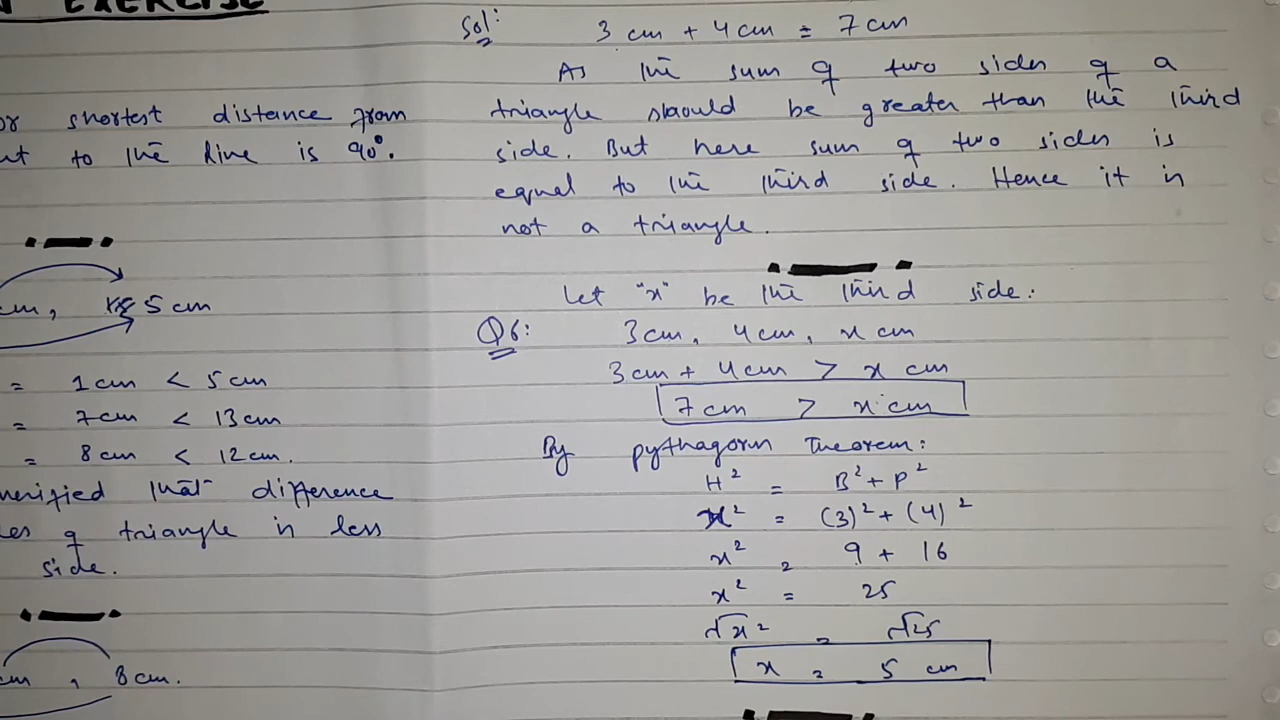 EXERCISE
or shortest distance from
to the line is 90°.
cm, 5 cm
= 1 cm < 5 cm
= 7 cm < 13 cm
= 8 cm < 12 cm.
verified that difference
of triangle is less
side.
cm, 8 cm.
Sol: 3 cm + 4 cm = 7 cm
As the sum of two sides of a
triangle should be greater than the third
side. But here sum of two sides is
equal to the third side. Hence it is
not a triangle.
Let "x" be the third side:
Q6: 3 cm, 4 cm, x cm
3 cm + 4 cm > x cm
7 cm > x cm
By pythagorus Theorem:
H² = B² + P²
x² = (3)² + (4)²
x² = 9 + 16
x² = 25
√x² = √25
x = 5 cm